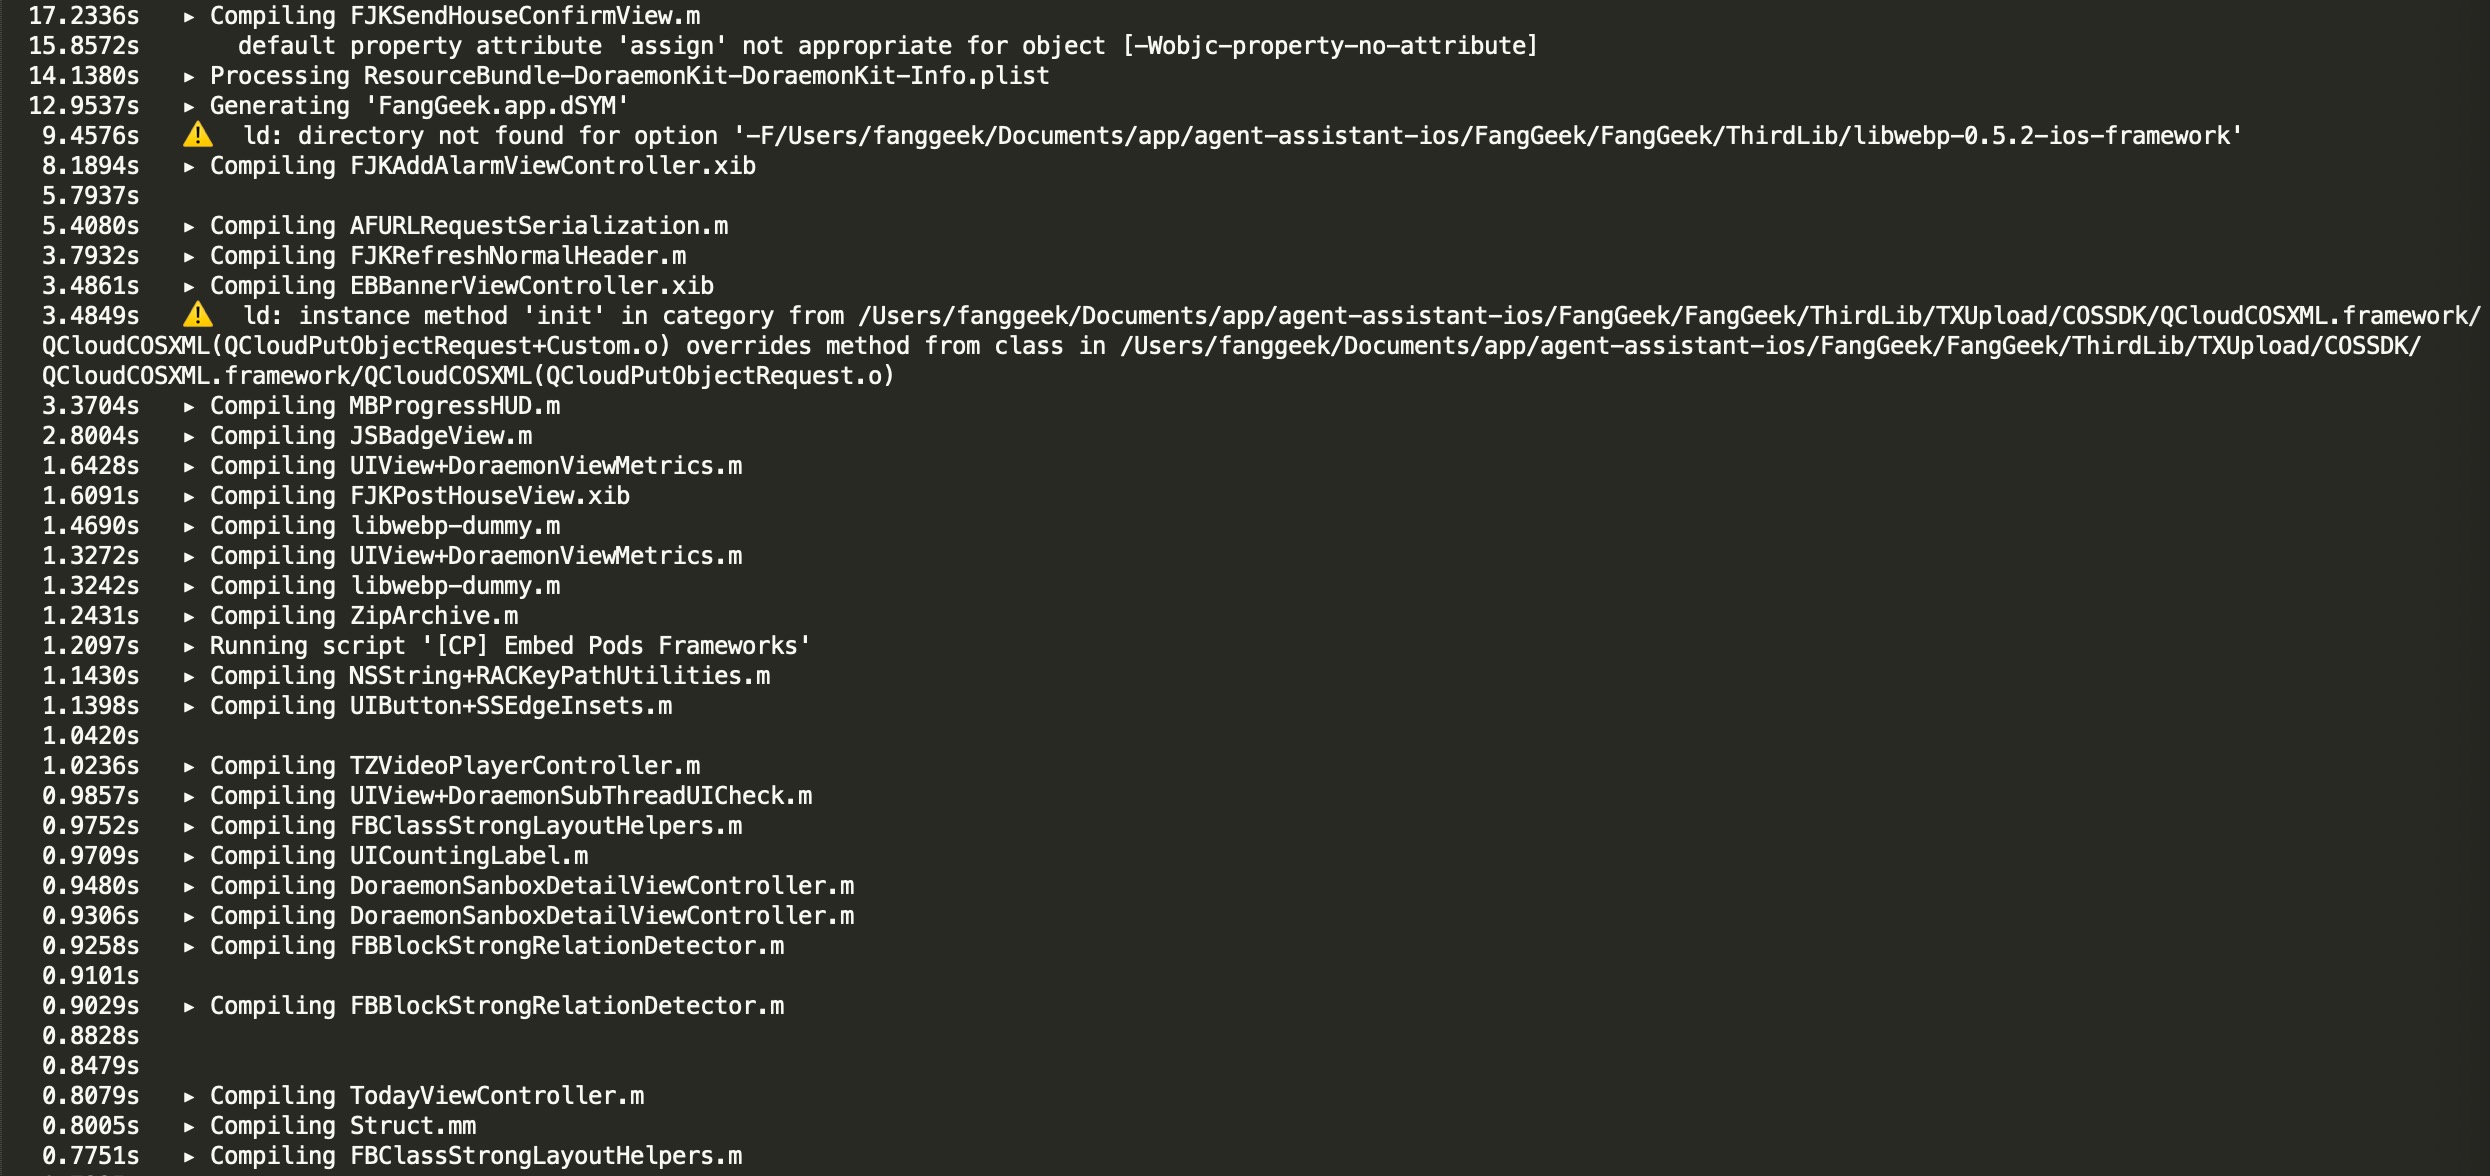 17.2336s ▸ Compiling FJKSendHouseConfirmView.m
15.8572s default property attribute 'assign' not appropriate for object [-Wobjc-property-no-attribute]
14.1380s ▸ Processing ResourceBundle-DoraemonKit-DoraemonKit-Info.plist
12.9537s ▸ Generating 'FangGeek.app.dSYM'
9.4576s ⚠️ ld: directory not found for option '-F/Users/fanggeek/Documents/app/agent-assistant-ios/FangGeek/FangGeek/ThirdLib/libwebp-0.5.2-ios-framework'
8.1894s ▸ Compiling FJKAddAlarmViewController.xib
5.7937s
5.4080s ▸ Compiling AFURLRequestSerialization.m
3.7932s ▸ Compiling FJKRefreshNormalHeader.m
3.4861s ▸ Compiling EBBannerViewController.xib
3.4849s ⚠️ ld: instance method 'init' in category from /Users/fanggeek/Documents/app/agent-assistant-ios/FangGeek/FangGeek/ThirdLib/TXUpload/COSSDK/QCloudCOSXML.framework/
QCloudCOSXML(QCloudPutObjectRequest+Custom.o) overrides method from class in /Users/fanggeek/Documents/app/agent-assistant-ios/FangGeek/FangGeek/ThirdLib/TXUpload/COSSDK/
QCloudCOSXML.framework/QCloudCOSXML(QCloudPutObjectRequest.o)
3.3704s ▸ Compiling MBProgressHUD.m
2.8004s ▸ Compiling JSBadgeView.m
1.6428s ▸ Compiling UIView+DoraemonViewMetrics.m
1.6091s ▸ Compiling FJKPostHouseView.xib
1.4690s ▸ Compiling libwebp-dummy.m
1.3272s ▸ Compiling UIView+DoraemonViewMetrics.m
1.3242s ▸ Compiling libwebp-dummy.m
1.2431s ▸ Compiling ZipArchive.m
1.2097s ▸ Running script '[CP] Embed Pods Frameworks'
1.1430s ▸ Compiling NSString+RACKeyPathUtilities.m
1.1398s ▸ Compiling UIButton+SSEdgeInsets.m
1.0420s
1.0236s ▸ Compiling TZVideoPlayerController.m
0.9857s ▸ Compiling UIView+DoraemonSubThreadUICheck.m
0.9752s ▸ Compiling FBClassStrongLayoutHelpers.m
0.9709s ▸ Compiling UICountingLabel.m
0.9480s ▸ Compiling DoraemonSanboxDetailViewController.m
0.9306s ▸ Compiling DoraemonSanboxDetailViewController.m
0.9258s ▸ Compiling FBBlockStrongRelationDetector.m
0.9101s
0.9029s ▸ Compiling FBBlockStrongRelationDetector.m
0.8828s
0.8479s
0.8079s ▸ Compiling TodayViewController.m
0.8005s ▸ Compiling Struct.mm
0.7751s ▸ Compiling FBClassStrongLayoutHelpers.m